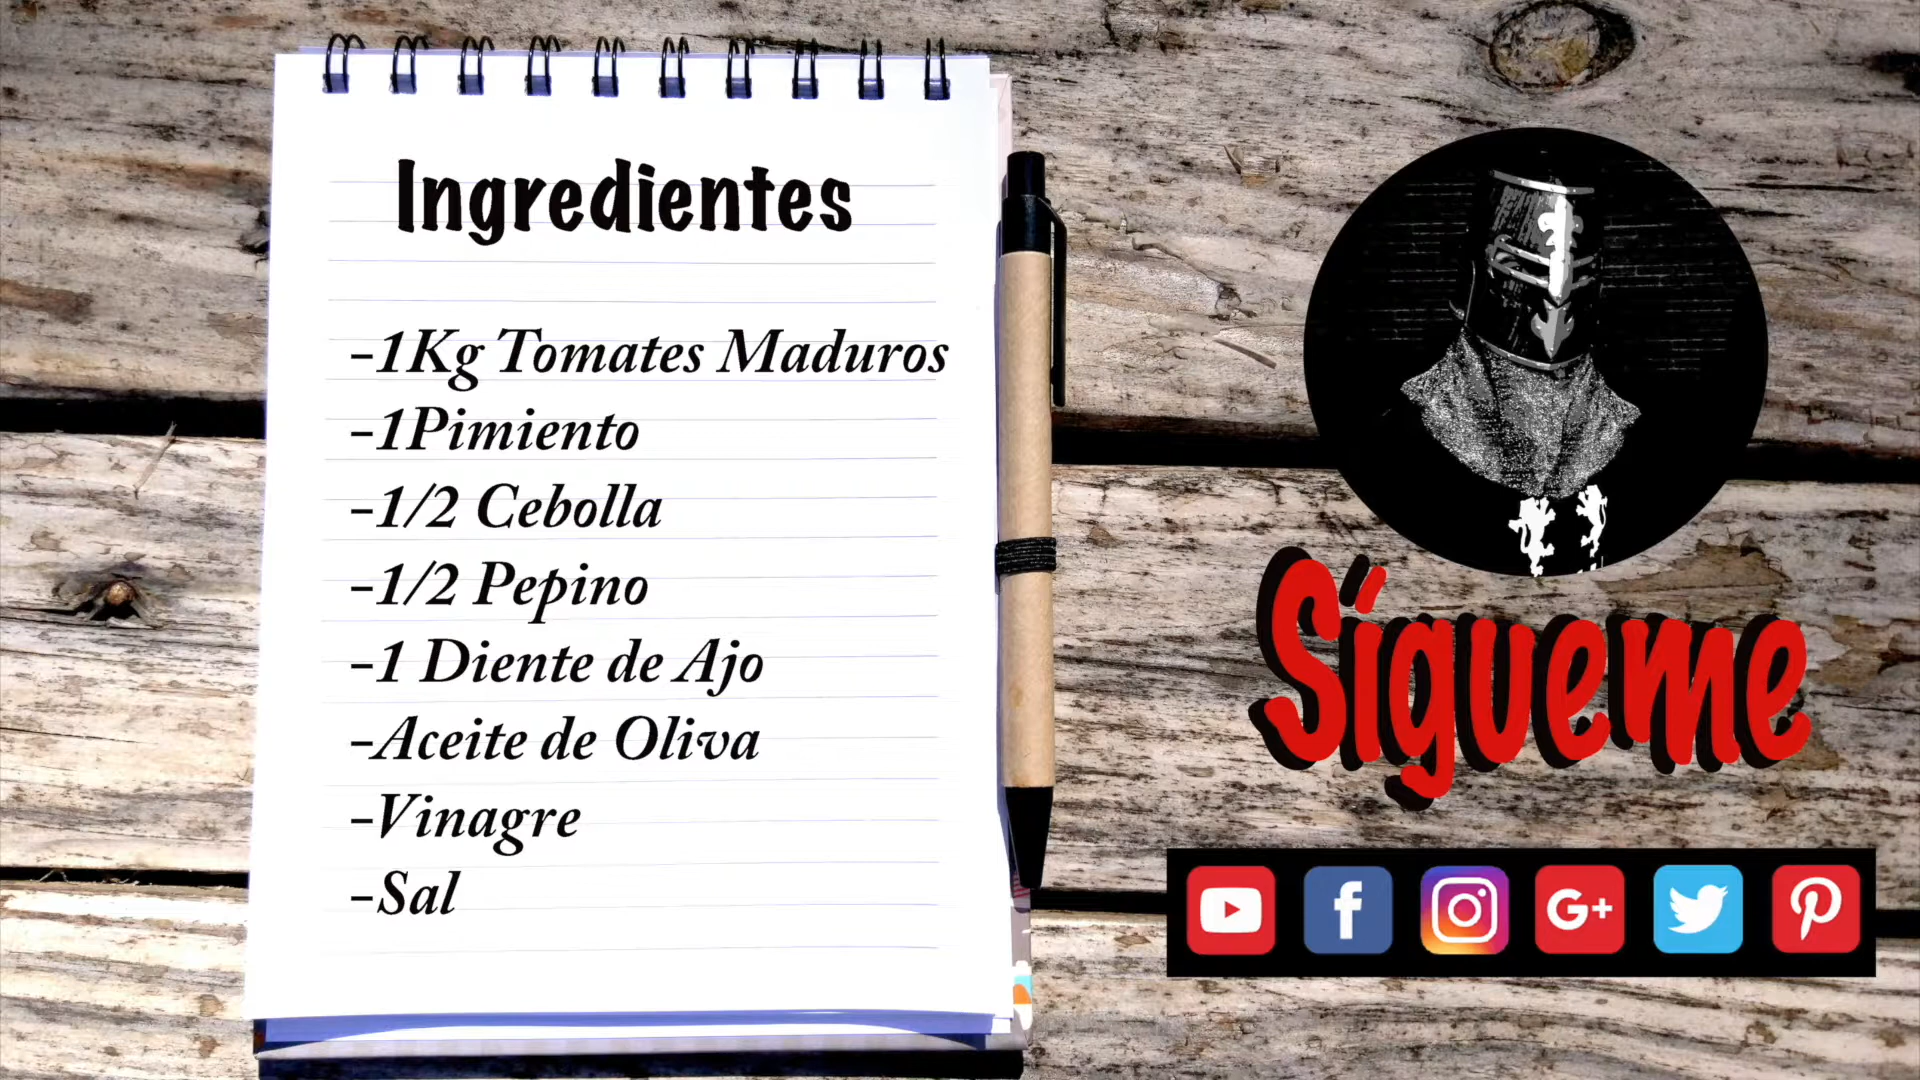 Ingredientes
-1Kg Tomates Maduros
-1Pimiento
-1/2 Cebolla
-1/2 Pepino
-1 Diente de Ajo
-Aceite de Oliva
-Vinagre
-Sal
Sígueme
G+